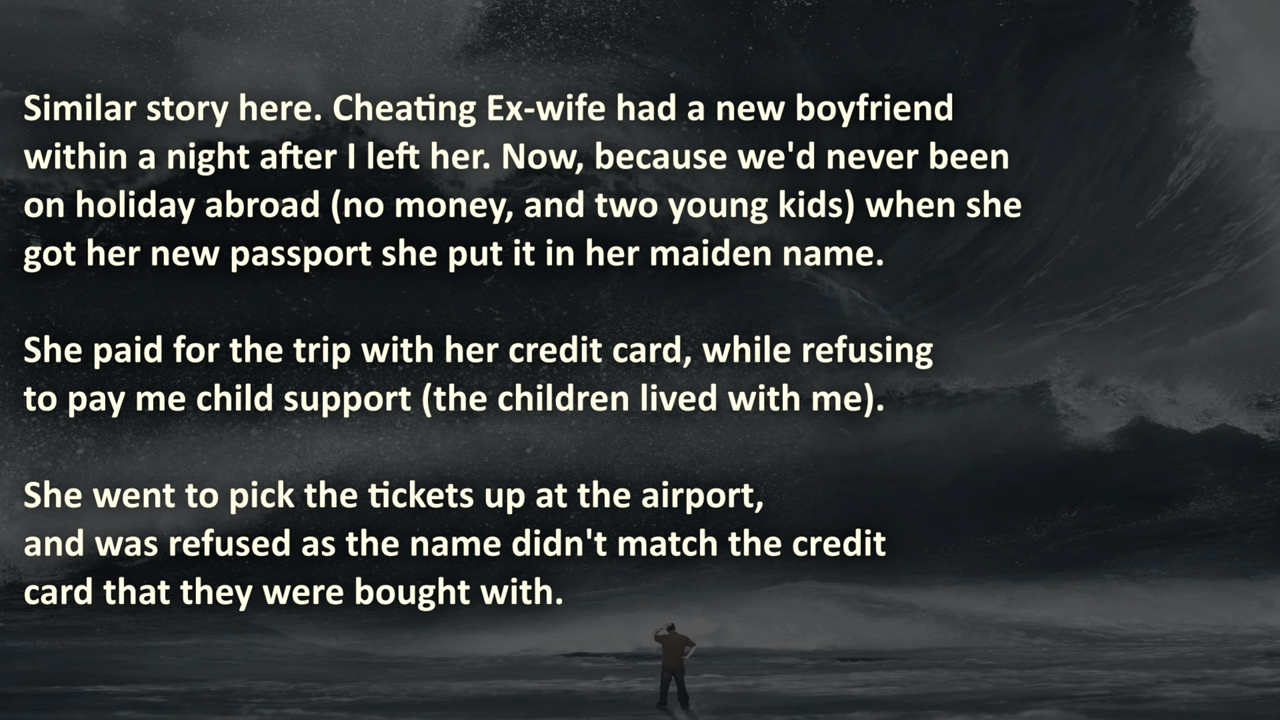 Similar story here. Cheating Ex-wife had a new boyfriend
within a night after I left her. Now, because we'd never been
on holiday abroad (no money, and two young kids) when she
got her new passport she put it in her maiden name.
She paid for the trip with her credit card, while refusing
to pay me child support (the children lived with me).
She went to pick the tickets up at the airport,
and was refused as the name didn't match the credit
card that they were bought with.